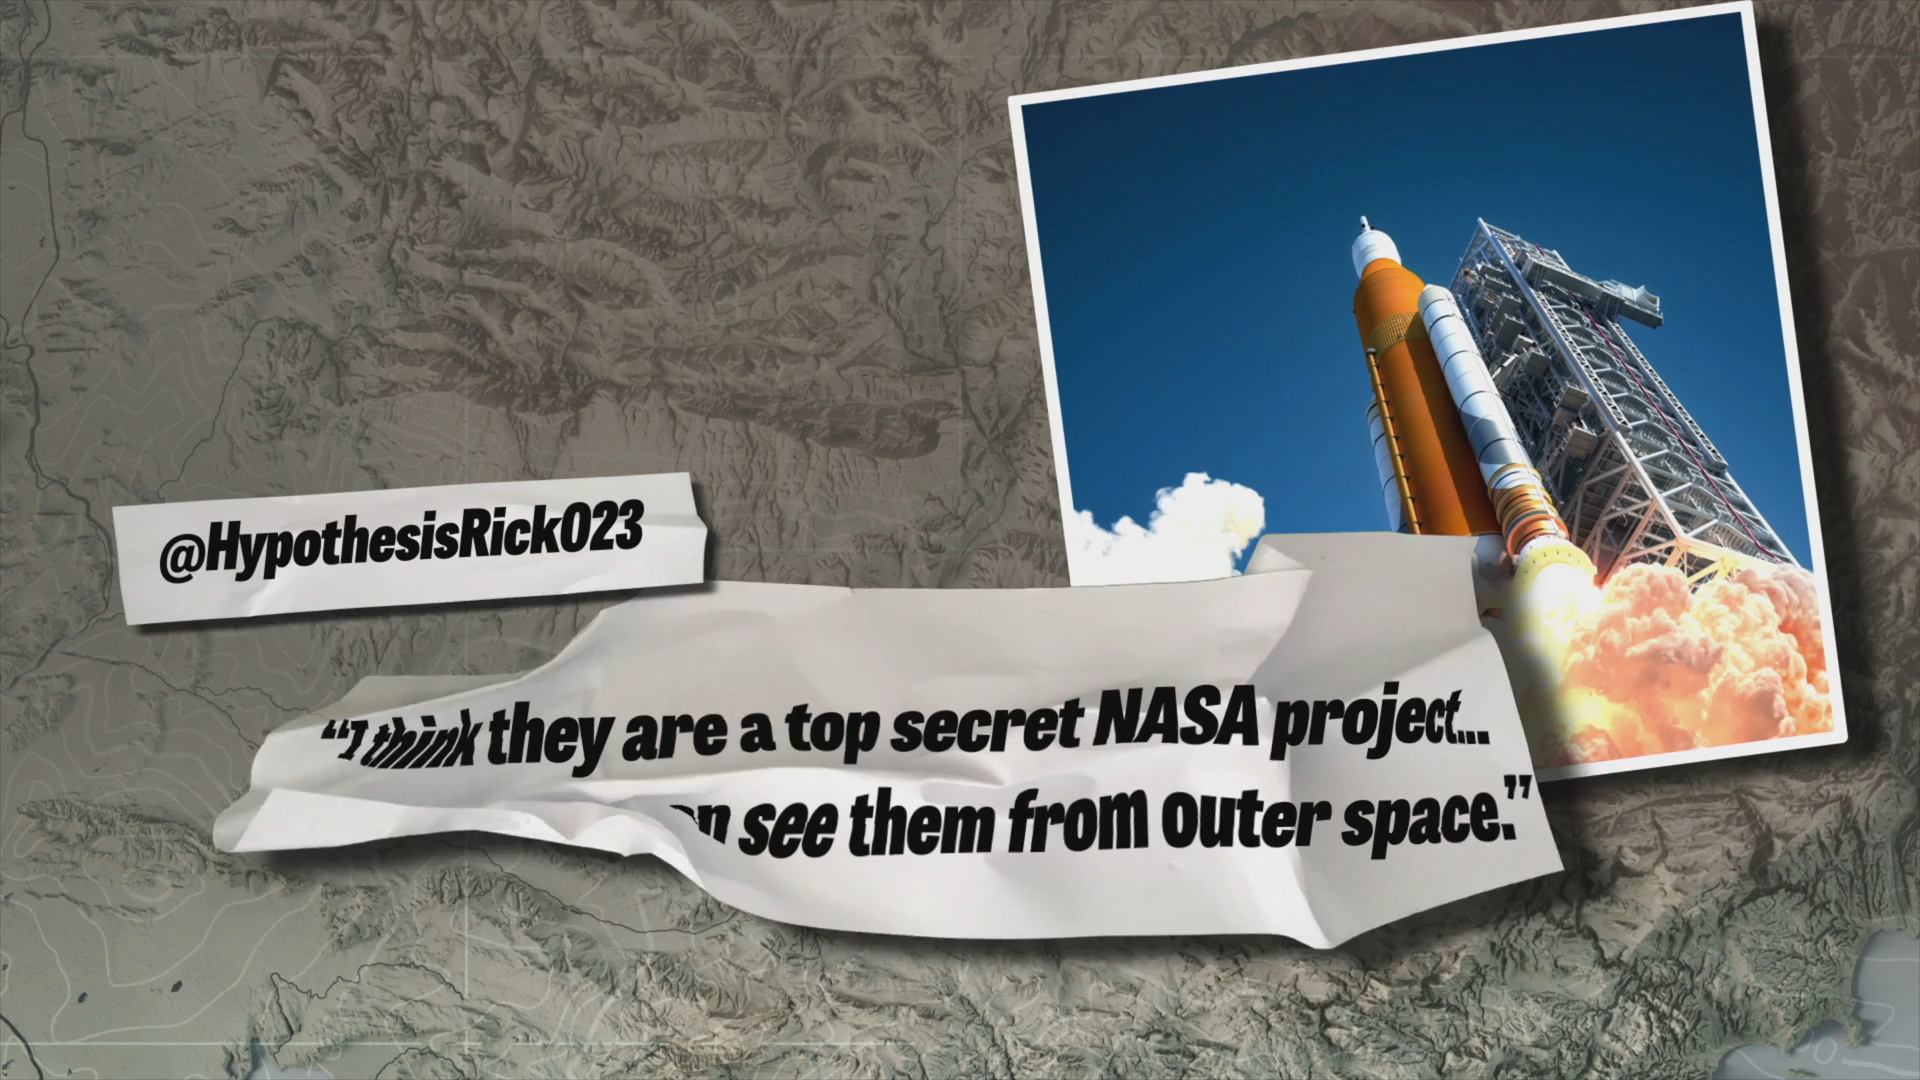 @HypothesisRick023
“I think they are a top secret NASA project...
see them from outer space.”